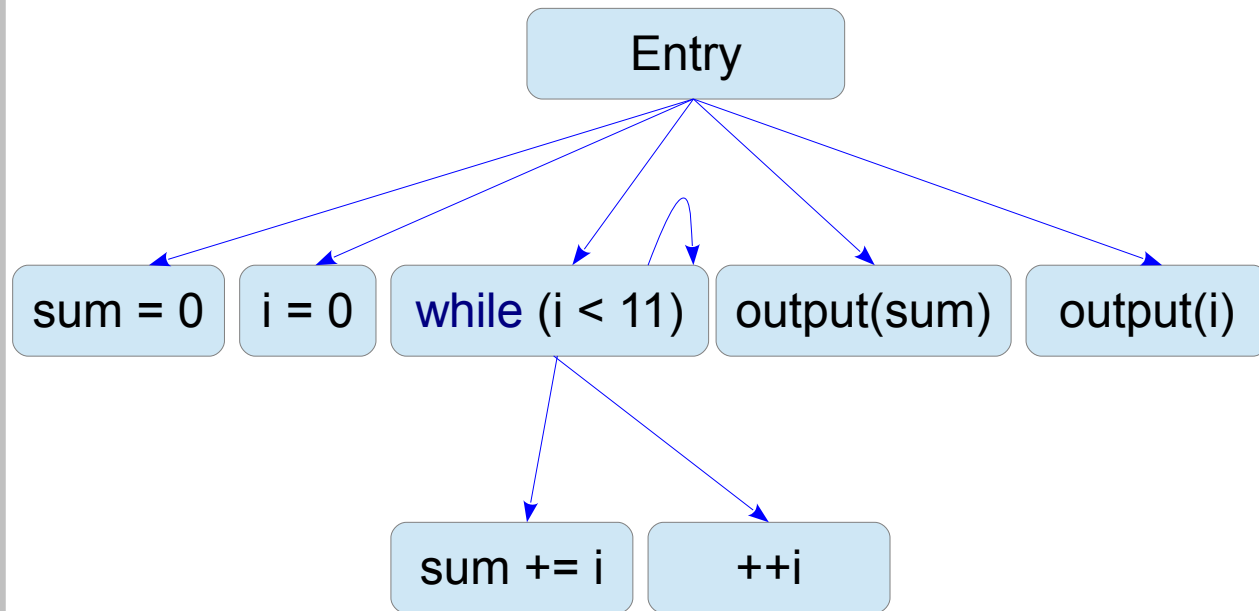 Entry
sum = 0
i = 0
while (i < 11)
output(sum)
output(i)
sum += i
++i